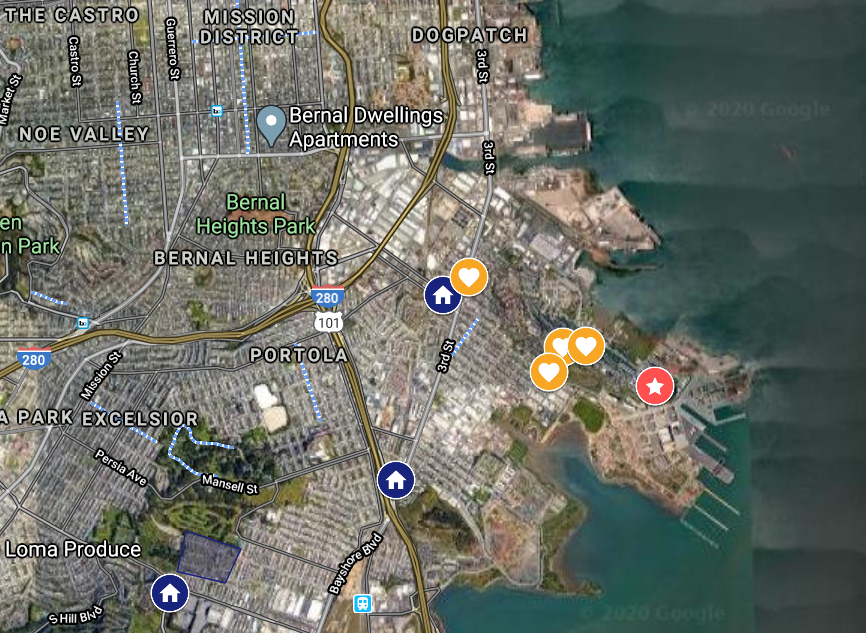 THE CASTRO
MISSION
DISTRICT
DOGPATCH
Castro St
Church St
Guerrero St
3rd St
Market St
NOE VALLEY
Bernal Dwellings
Apartments
3rd St
Bernal
Heights Park
en
n Park
BERNAL HEIGHTS
280
101
280
PORTOLA
3rd St
Mission St
A PARK
EXCELSIOR
Persia Ave
Mansell St
Loma Produce
Bayshore Blvd
S Hill Blvd
© 2020 Google
© 2020 Google